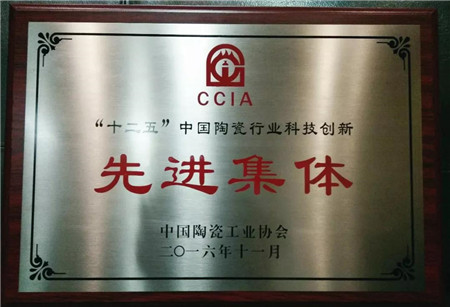 CCIA
“十二五”中国陶瓷行业科技创新
先进集体
中国陶瓷工业协会
二〇一六年十一月